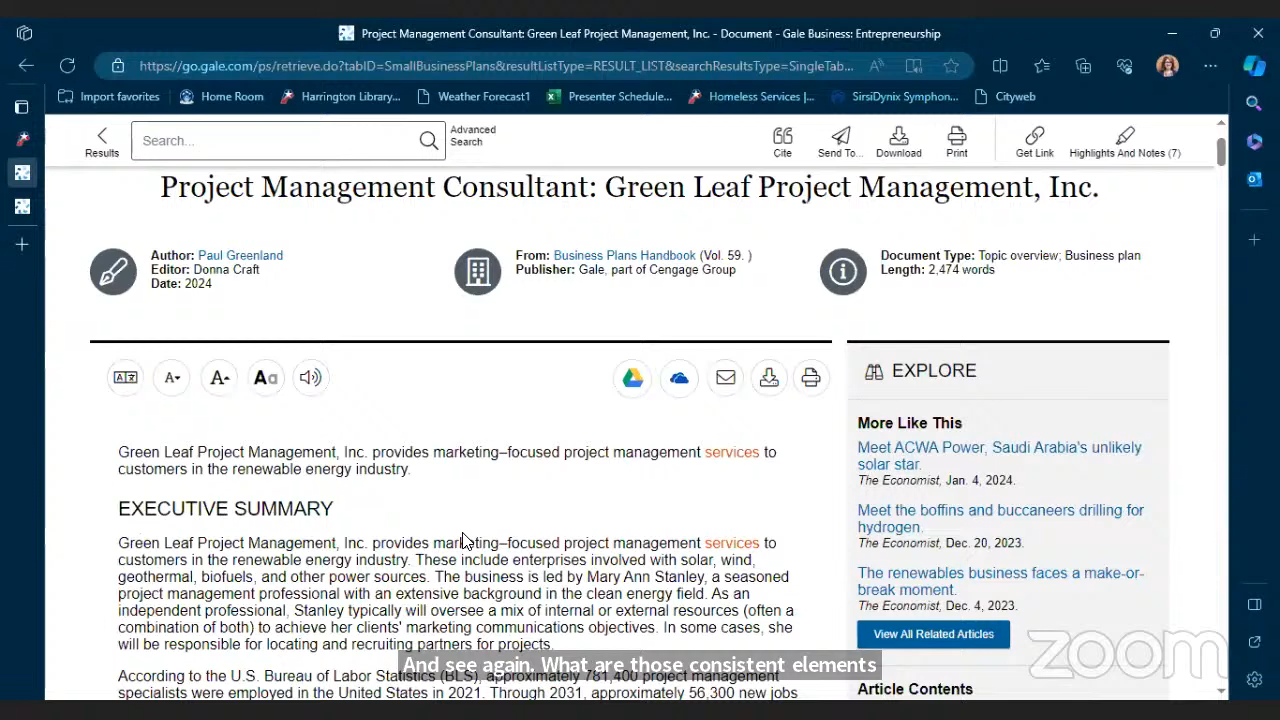 Project Management Consultant: Green Leaf Project Management, Inc. - Document - Gale Business: Entrepreneurship
https://go.gale.com/ps/retrieve.do?tabID=SmallBusinessPlans&resultListType=RESULT_LIST&searchResultsType=SingleTab...
Import favorites Home Room Harrington Library,... Weather Forecast1 Presenter Schedule... Homeless Services |... SirsiDynix Symphon... Cityweb
Results
Search...
Advanced
Search
Cite Send To... Download Print Get Link Highlights And Notes (7)
Project Management Consultant: Green Leaf Project Management, Inc.
Author: Paul Greenland
Editor: Donna Craft
Date: 2024
From: Business Plans Handbook (Vol. 59. )
Publisher: Gale, part of Cengage Group
Document Type: Topic overview; Business plan
Length: 2,474 words
Green Leaf Project Management, Inc. provides marketing–focused project management services to
customers in the renewable energy industry.
EXECUTIVE SUMMARY
Green Leaf Project Management, Inc. provides marketing–focused project management services to
customers in the renewable energy industry. These include enterprises involved with solar, wind,
geothermal, biofuels, and other power sources. The business is led by Mary Ann Stanley, a seasoned
project management professional with an extensive background in the clean energy field. As an
independent professional, Stanley typically will oversee a mix of internal or external resources (often a
combination of both) to achieve her clients' marketing communications objectives. In some cases, she
will be responsible for locating and recruiting partners for projects.
According to the U.S. Bureau of Labor Statistics (BLS), approximately 781,400 project management
specialists were employed in the United States in 2021. Through 2031, approximately 56,300 new jobs
EXPLORE
More Like This
Meet ACWA Power, Saudi Arabia's unlikely
solar star.
The Economist, Jan. 4, 2024.
Meet the boffins and buccaneers drilling for
hydrogen.
The Economist, Dec. 20, 2023.
The renewables business faces a make-or-
break moment.
The Economist, Dec. 4, 2023.
View All Related Articles
Article Contents
And see again. What are those consistent elements
zoom